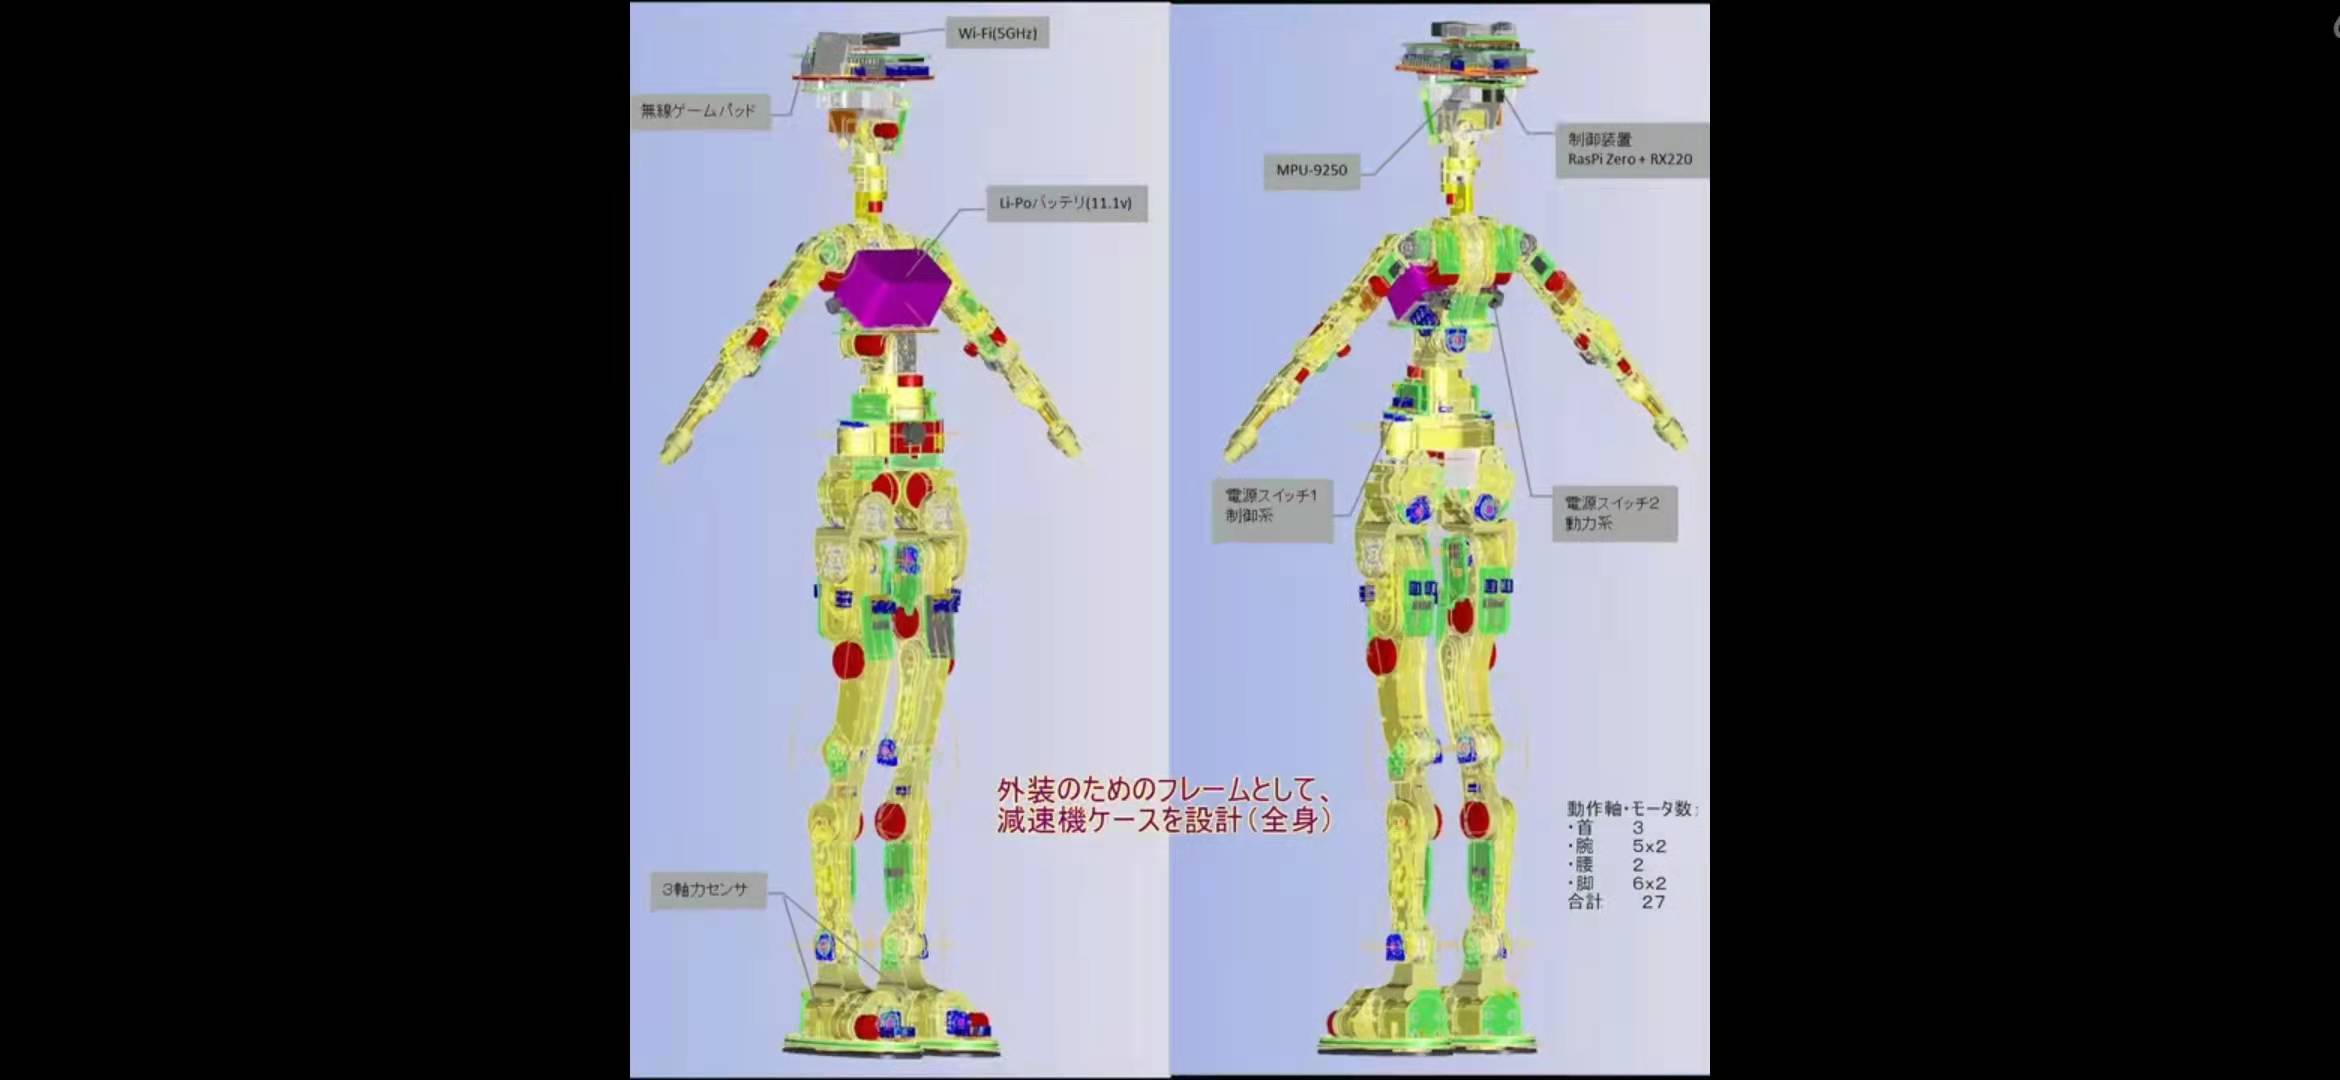 Wi-Fi(5GHz)
無線ゲームパッド
Li-Poバッテリ(11.1v)
MPU-9250
制御装置
RasPi Zero + RX220
電源スイッチ1
制御系
電源スイッチ2
動力系
外装のためのフレームとして、
減速機ケースを設計(全身)
3軸力センサ
動作軸・モータ数:
・首 3
・腕 5x2
・腰 2
・脚 6x2
合計 27